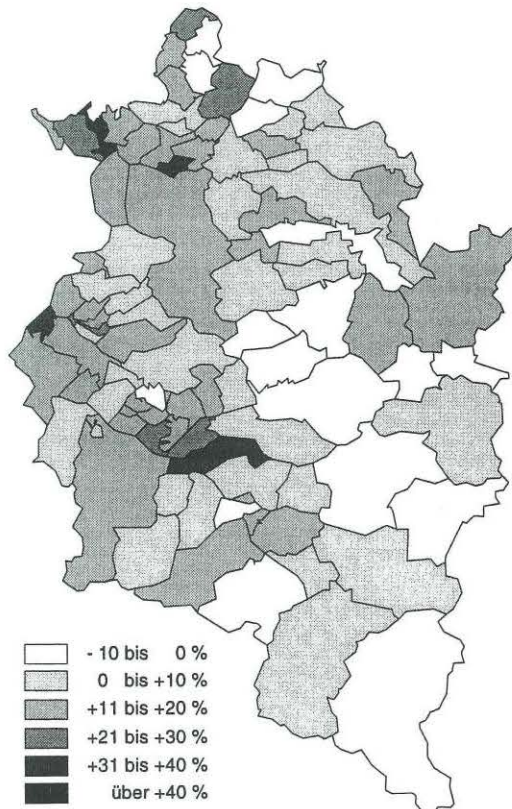 - 10 bis 0 %
0 bis +10 %
+11 bis +20 %
+21 bis +30 %
+31 bis +40 %
über +40 %